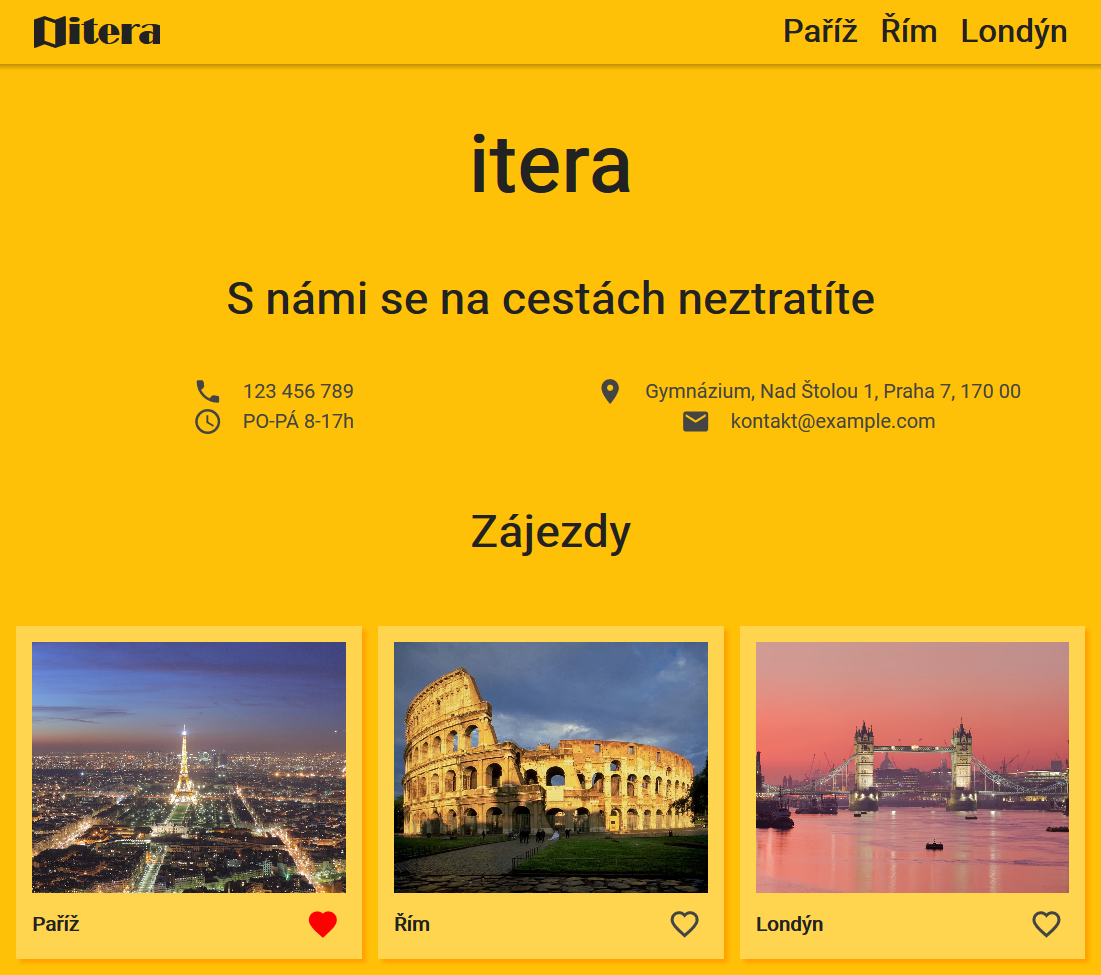 itera
Paříž Řím Londýn
itera
S námi se na cestách neztratíte
123 456 789
PO-PÁ 8-17h
Gymnázium, Nad Štolou 1, Praha 7, 170 00
kontakt@example.com
Zájezdy
Paříž
Řím
Londýn